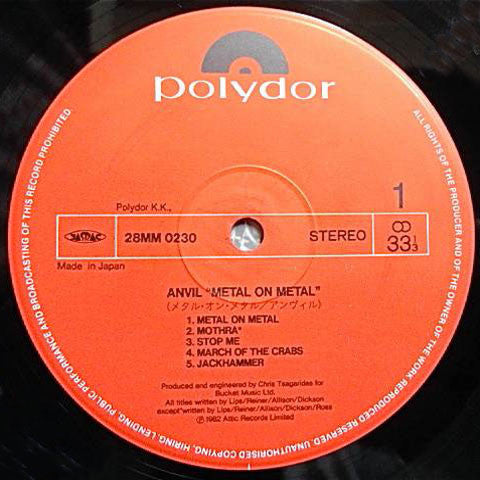 polydor
Polydor K.K.,
1
JASRAC
28MM 0230
STEREO
33⅓
Made in Japan
ANVIL "METAL ON METAL"
(メタル・オン・メタル/アンヴィル)
1. METAL ON METAL
2. MOTHRA*
3. STOP ME
4. MARCH OF THE CRABS
5. JACKHAMMER
Produced and engineered by Chris Tsagarides for
Bucket Music Ltd.
All titles written by Lips/Reiner/Allison/Dickson
except*written by Lips/Reiner/Allison/Dickson/Ross
℗1982 Attic Records Limited
ALL RIGHTS OF THE PRODUCER AND OF THE OWNER OF THE WORK REPRODUCED RESERVED. UNAUTHORISED COPYING, HIRING, LENDING, PUBLIC PERFORMANCE AND BROADCASTING OF THIS RECORD PROHIBITED.